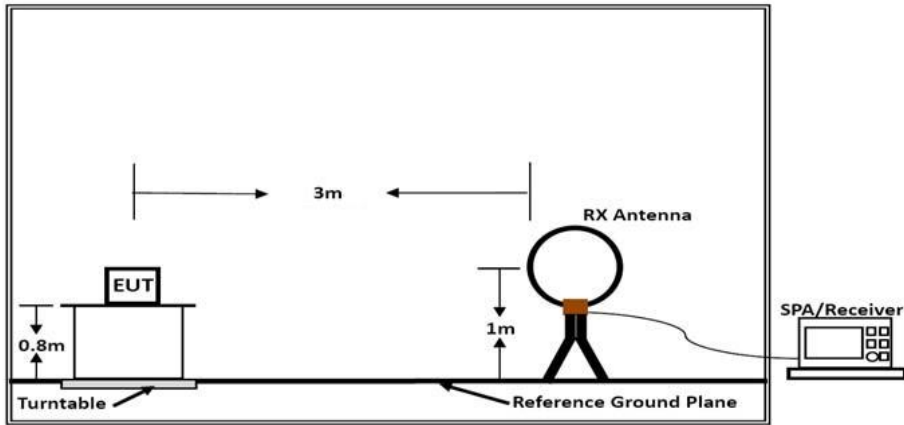 3m
RX Antenna
EUT
SPA/Receiver
0.8m
1m
Turntable
Reference Ground Plane